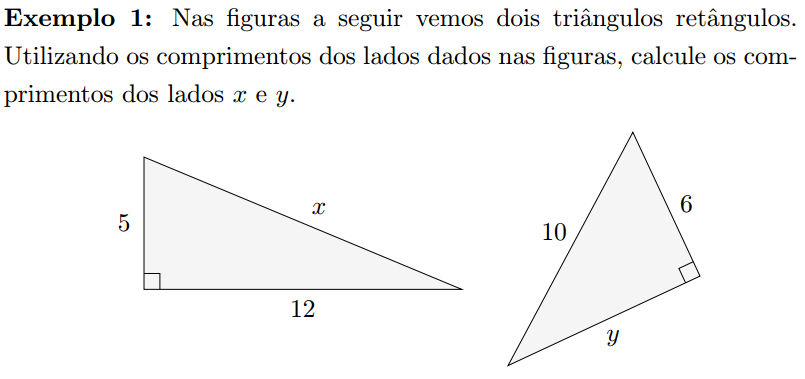 Exemplo 1: Nas figuras a seguir vemos dois triângulos retângulos.
Utilizando os comprimentos dos lados dados nas figuras, calcule os com-
primentos dos lados x e y.
5
x
12
10
6
y